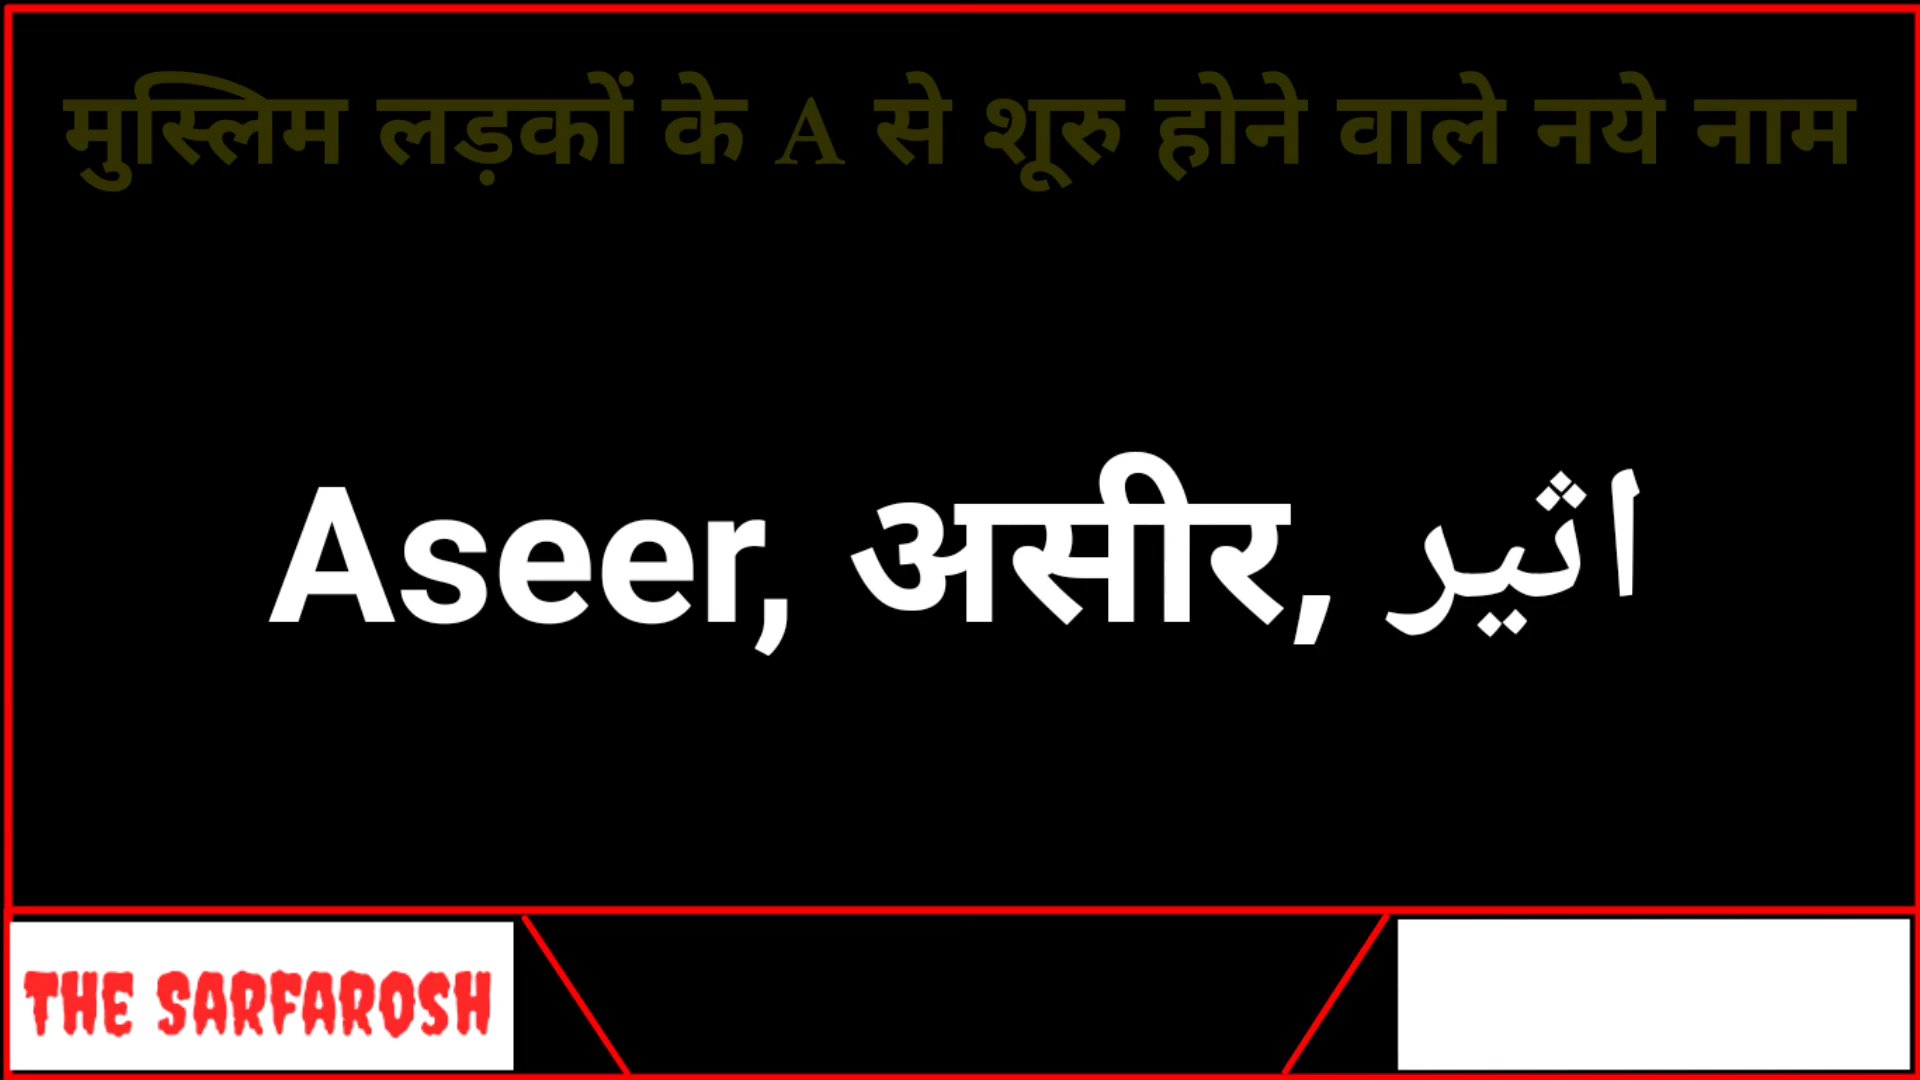 मुस्लिम लड़कों के A से शूरु होने वाले नये नाम
Aseer, असीर, اثیر
THE SARFAROSH